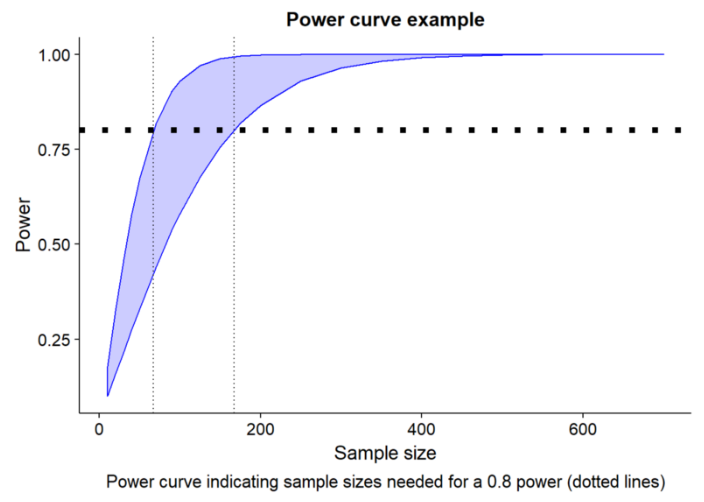 Power curve example
1.00
0.75
0.50
0.25
Power
0 200 400 600
Sample size
Power curve indicating sample sizes needed for a 0.8 power (dotted lines)